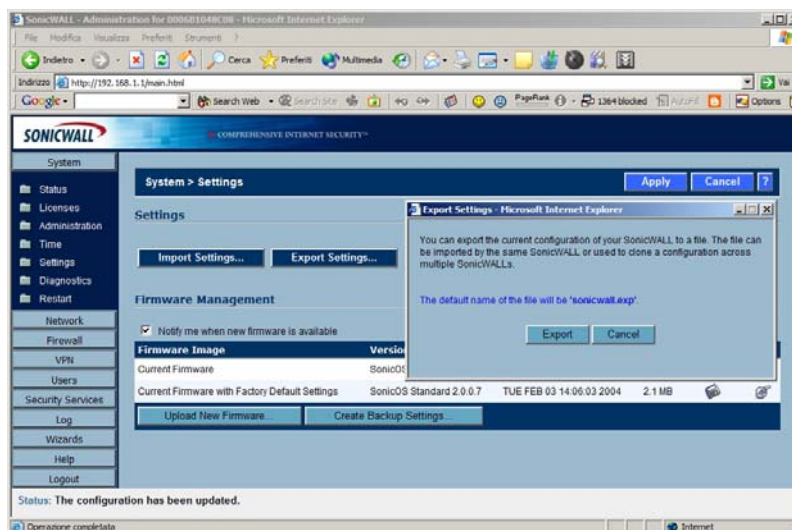 SonicWALL - Administration for 0006B1048C08 - Microsoft Internet Explorer
File Modifica Visualizza Preferiti Strumenti ?
Indietro Cerca Preferiti Multimedia
Indirizzo http://192.168.1.1/main.html Vai
Google Search Web Search Site PageRank 1364 blocked AutoFill Options
SONICWALL COMPREHENSIVE INTERNET SECURITY™
System
Status
Licenses
Administration
Time
Settings
Diagnostics
Restart
Network
Firewall
VPN
Users
Security Services
Log
Wizards
Help
Logout
System > Settings Apply Cancel ?
Settings
Import Settings... Export Settings...
Firmware Management
Notify me when new firmware is available
Firmware Image Versio
Current Firmware SonicOS
Current Firmware with Factory Default Settings SonicOS Standard 2.0.0.7 TUE FEB 03 14:06:03 2004 2.1 MB
Upload New Firmware... Create Backup Settings...
Export Settings - Microsoft Internet Explorer
You can export the current configuration of your SonicWALL to a file. The file can
be imported by the same SonicWALL or used to clone a configuration across
multiple SonicWALLs.
The default name of the file will be 'sonicwall.exp'.
Export Cancel
Status: The configuration has been updated.
Operazione completata Internet